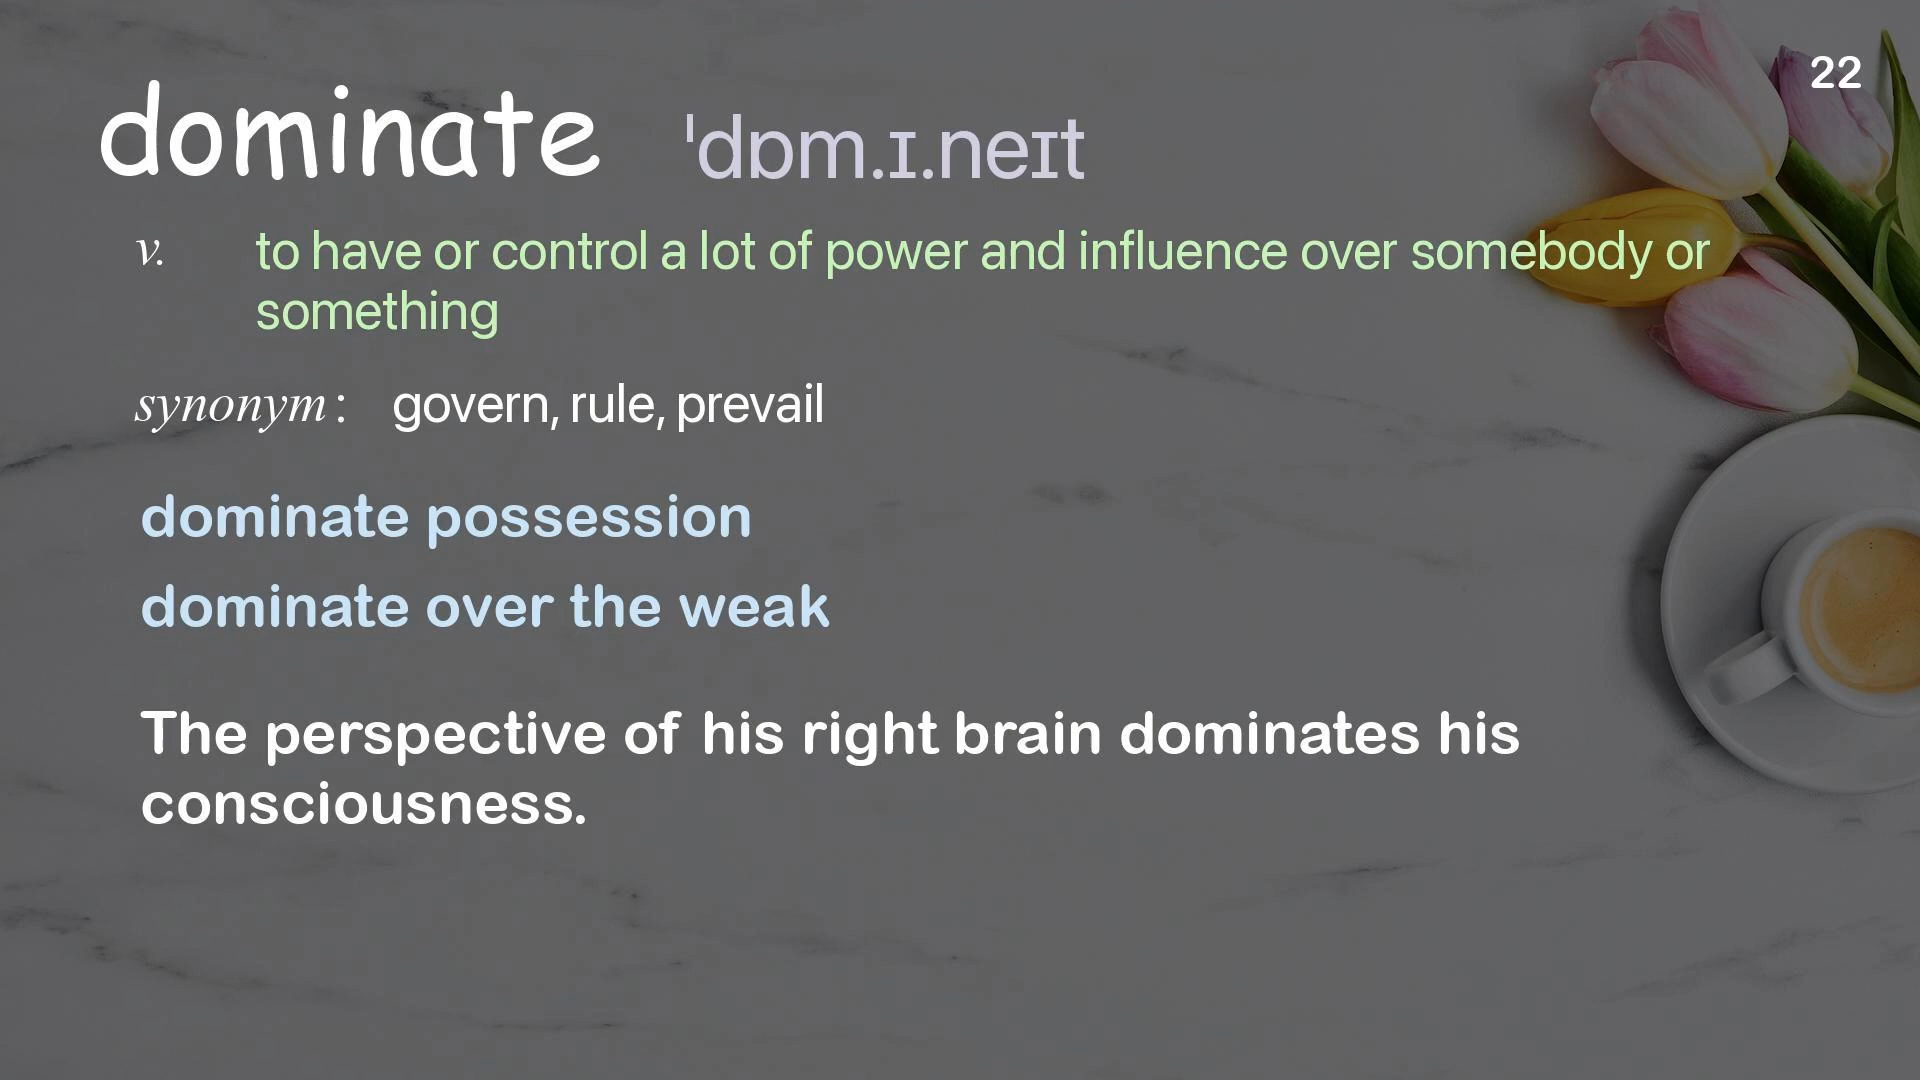 22
dominate ˈdɒm.ɪ.neɪt
v. to have or control a lot of power and influence over somebody or
something
synonym: govern, rule, prevail
dominate possession
dominate over the weak
The perspective of his right brain dominates his
consciousness.